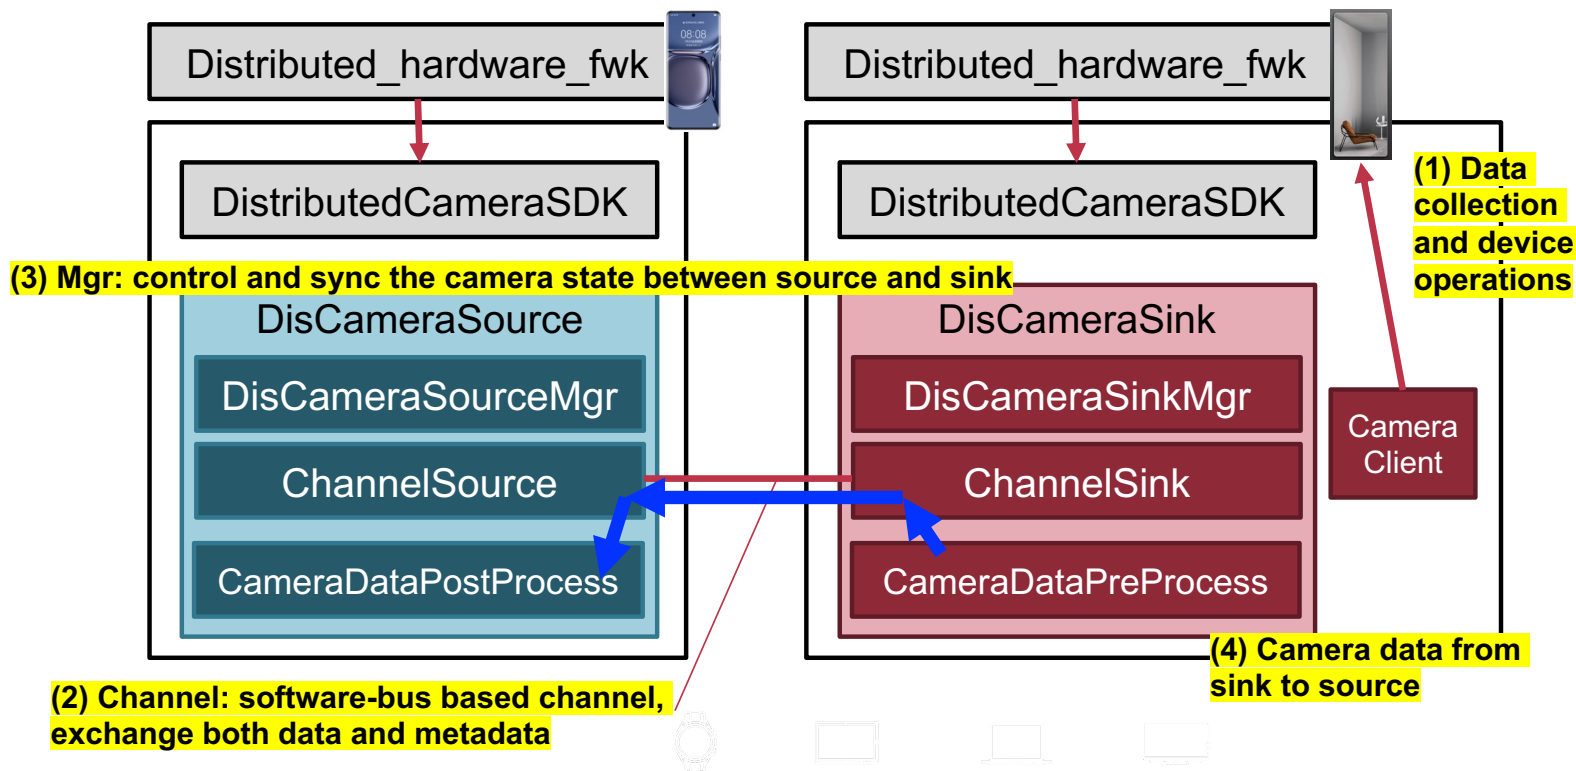 Distributed_hardware_fwk
08:08
Distributed_hardware_fwk
DistributedCameraSDK
DistributedCameraSDK
(1) Data
collection
and device
operations
(3) Mgr: control and sync the camera state between source and sink
DisCameraSource
DisCameraSink
DisCameraSourceMgr
DisCameraSinkMgr
ChannelSource
ChannelSink
Camera
Client
CameraDataPostProcess
CameraDataPreProcess
(4) Camera data from
sink to source
(2) Channel: software-bus based channel,
exchange both data and metadata